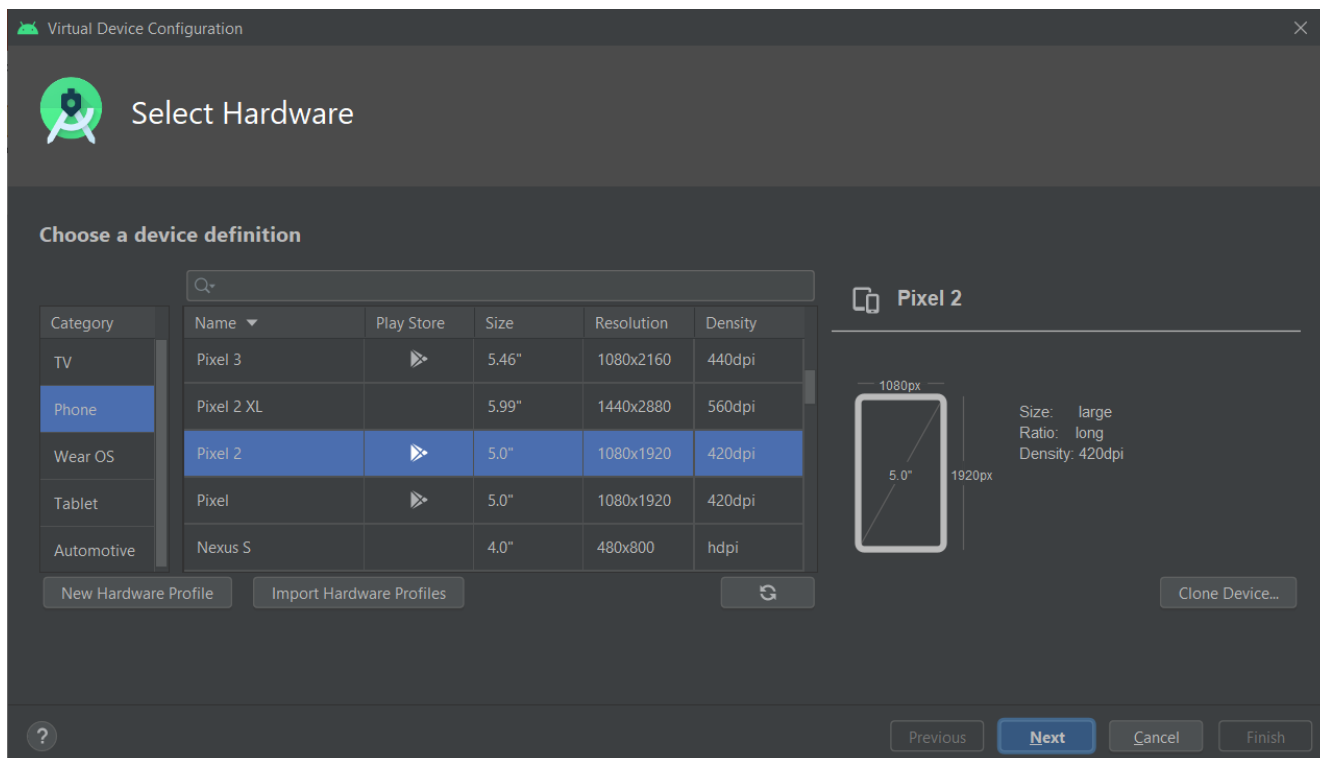 Virtual Device Configuration
Select Hardware
Choose a device definition
Category
TV
Phone
Wear OS
Tablet
Automotive
Name Play Store Size Resolution Density
Pixel 3 5.46" 1080x2160 440dpi
Pixel 2 XL 5.99" 1440x2880 560dpi
Pixel 2 5.0" 1080x1920 420dpi
Pixel 5.0" 1080x1920 420dpi
Nexus S 4.0" 480x800 hdpi
New Hardware Profile Import Hardware Profiles
Pixel 2
1080px
5.0" 1920px
Size: large
Ratio: long
Density: 420dpi
Clone Device...
? Previous Next Cancel Finish